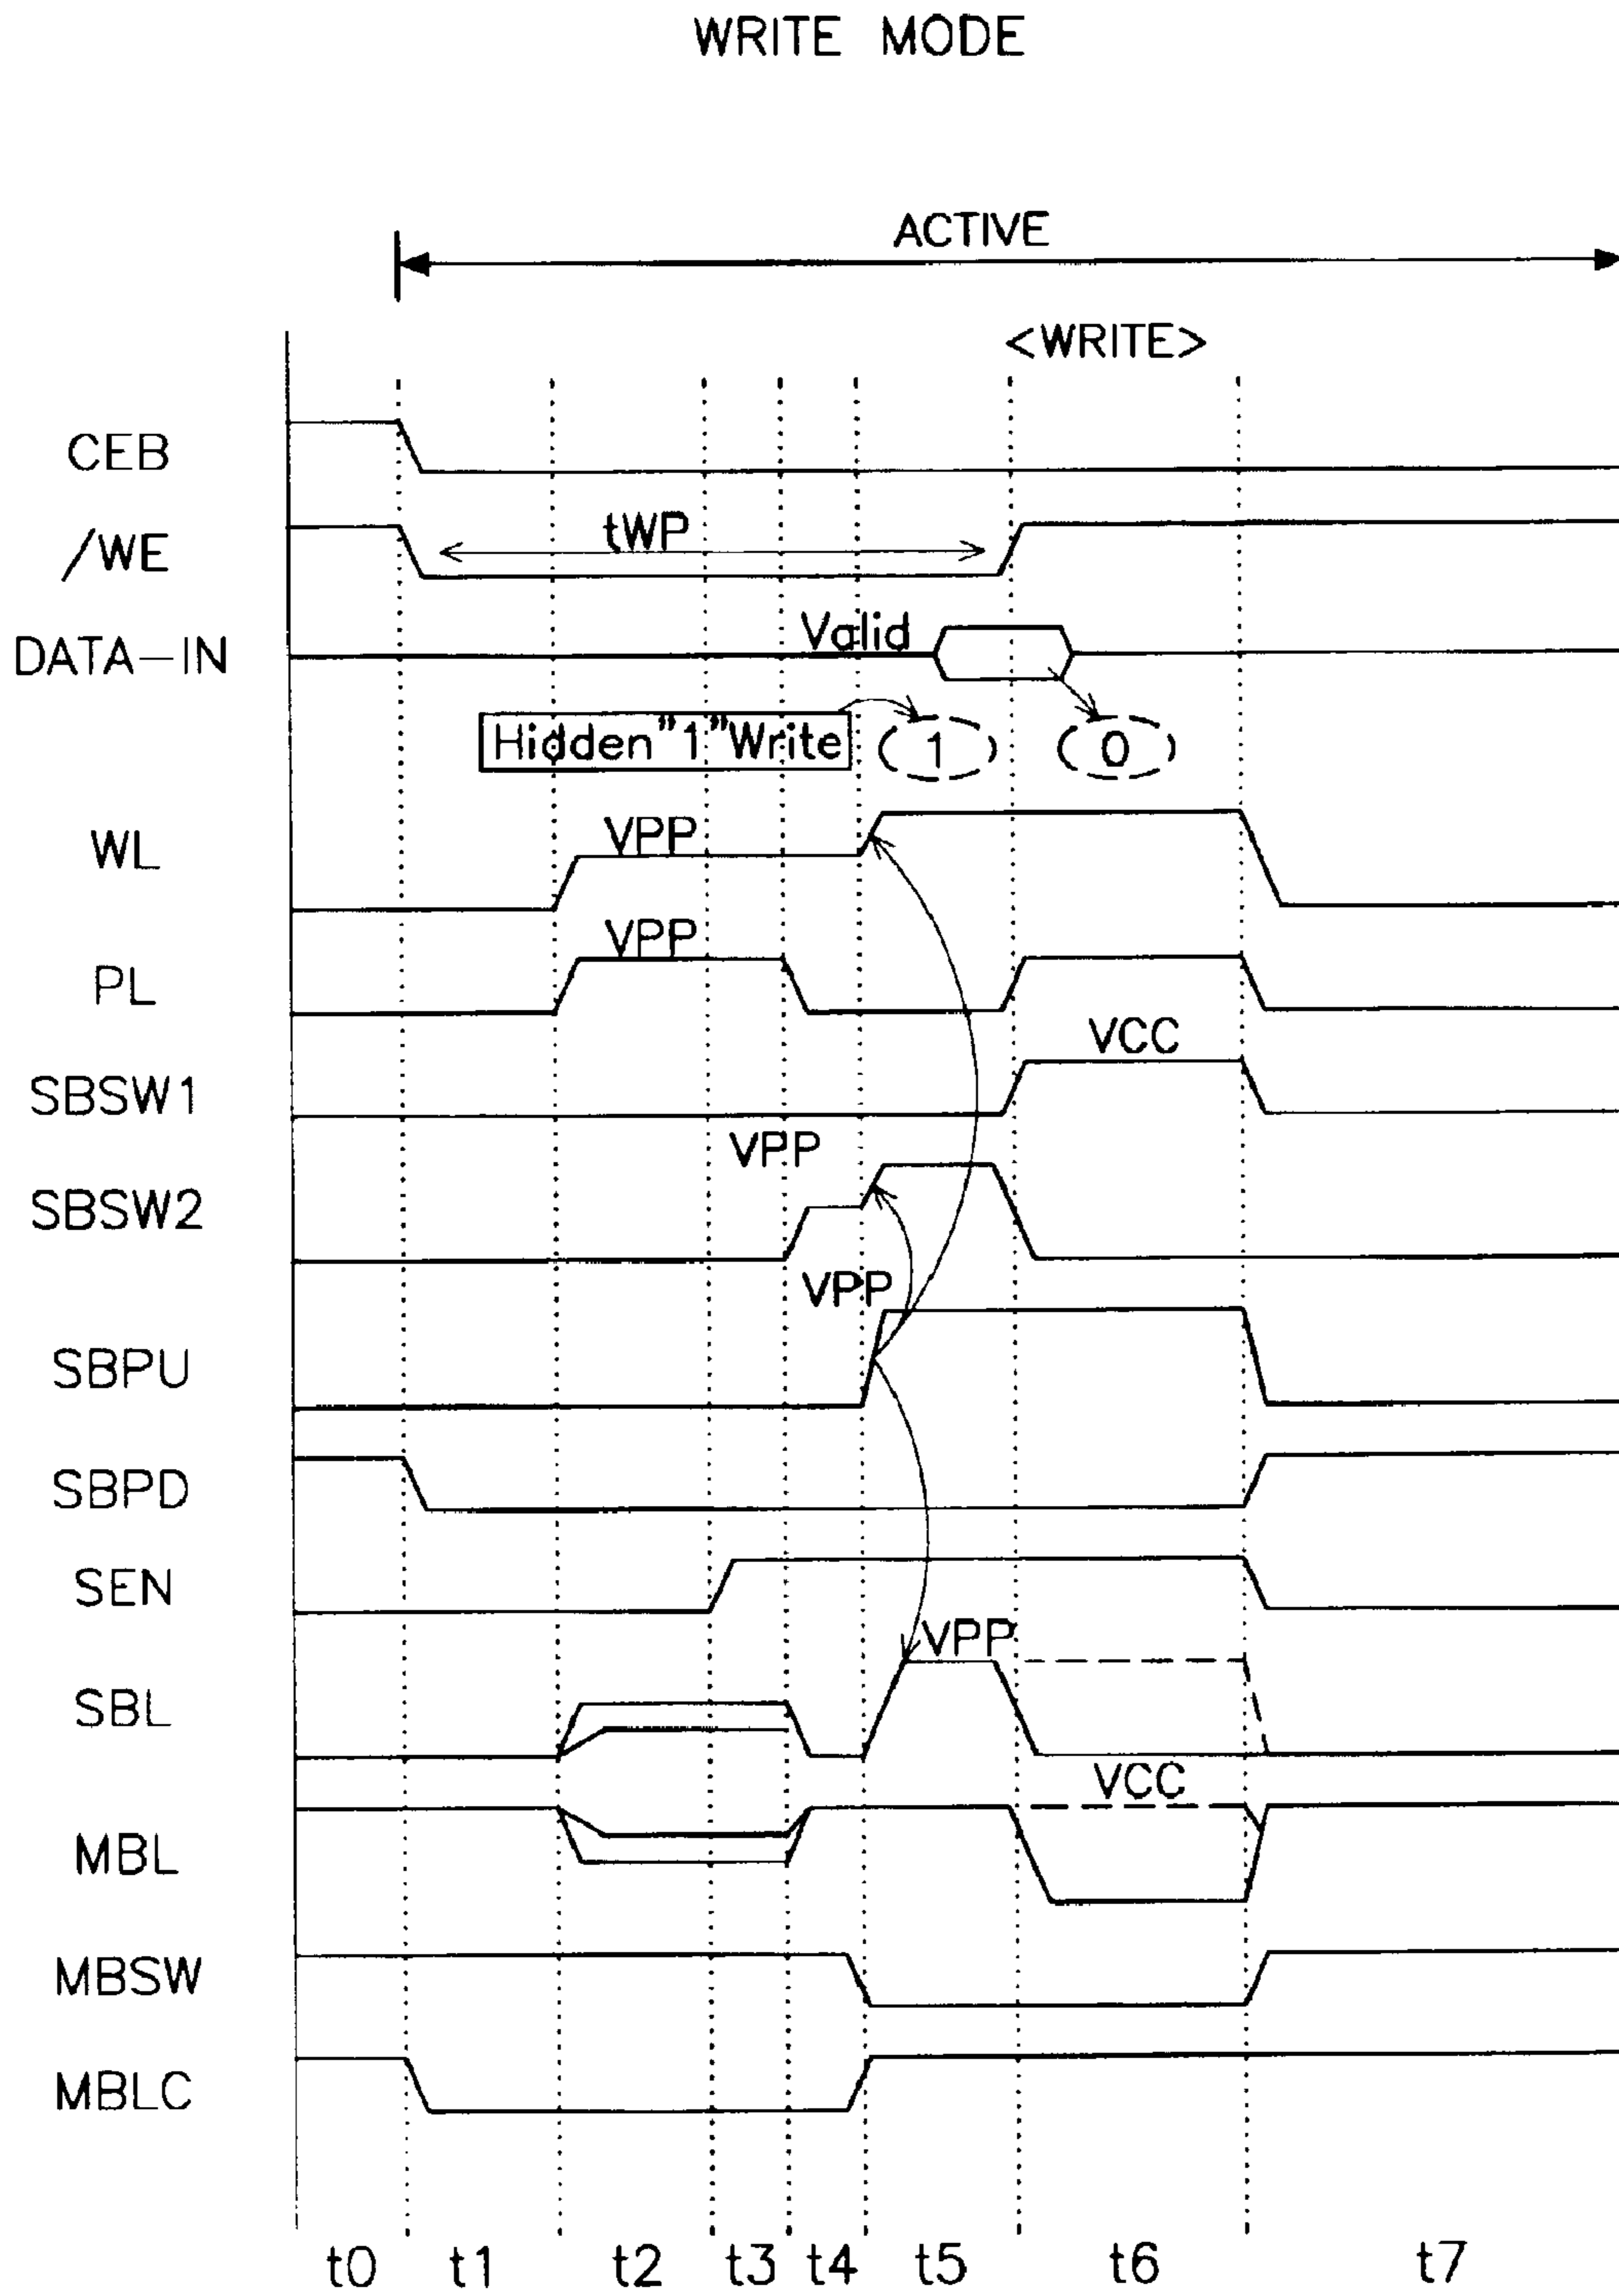 WRITE MODE
ACTIVE
<WRITE>
CEB
/WE
tWP
DATA-IN
Valid
Hidden"1"Write
1
0
WL
VPP
PL
VPP
SBSW1
VCC
SBSW2
VPP
SBPU
VPP
SBPD
SEN
SBL
VPP
MBL
VCC
MBSW
MBLC
t0 t1 t2 t3 t4 t5 t6 t7